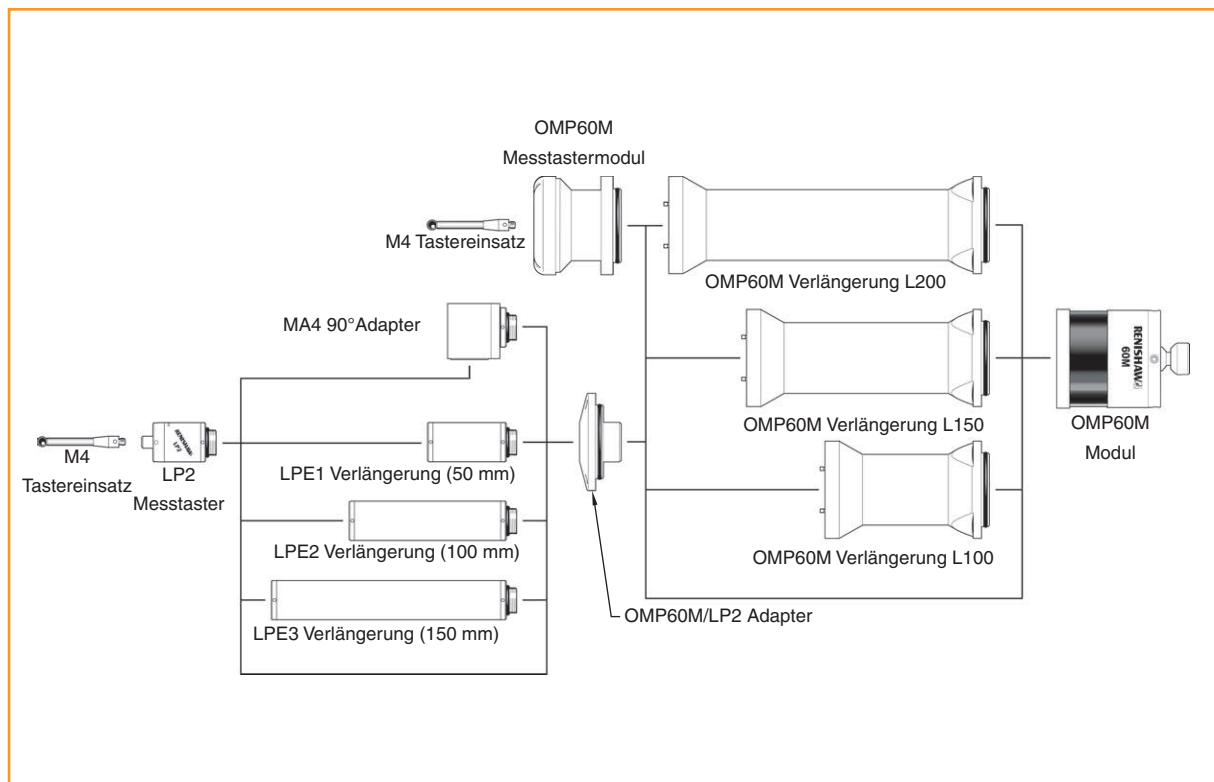 OMP60M
Messtastermodul
M4 Tastereinsatz
OMP60M Verlängerung L200
MA4 90°Adapter
RENISHAW
60M
OMP60M Verlängerung L150
OMP60M
Modul
RENISHAW
LP2
M4
Tastereinsatz
LP2
Messtaster
LPE1 Verlängerung (50 mm)
LPE2 Verlängerung (100 mm)
OMP60M Verlängerung L100
LPE3 Verlängerung (150 mm)
OMP60M/LP2 Adapter